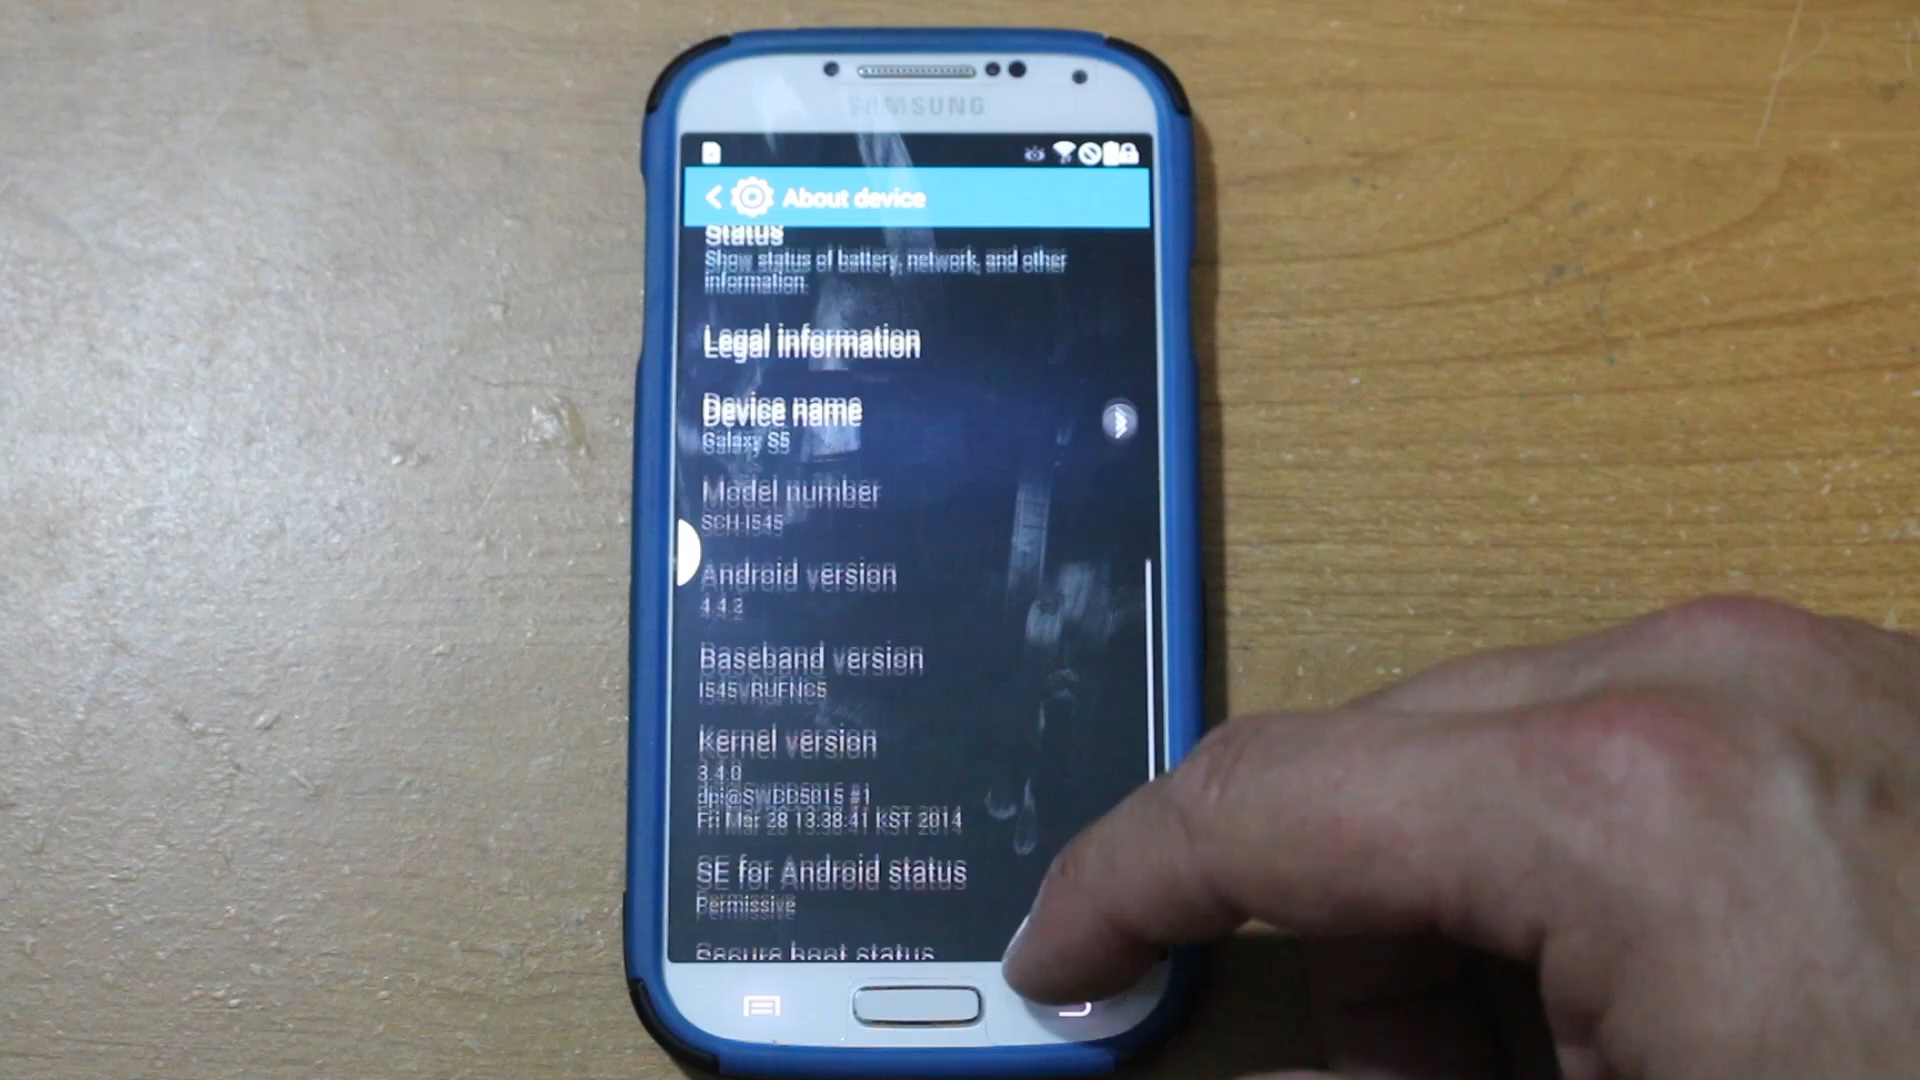 SAMSUNG
About device
Status
Show status of battery, network, and other
information.
Legal information
Device name
Galaxy S5
Model number
SCH-I545
Android version
4.4.2
Baseband version
I545VRUFNC5
Kernel version
3.4.0
dpi@SWDD5015 #1
Fri Mar 28 13:38:41 KST 2014
SE for Android status
Permissive
Secure boot status